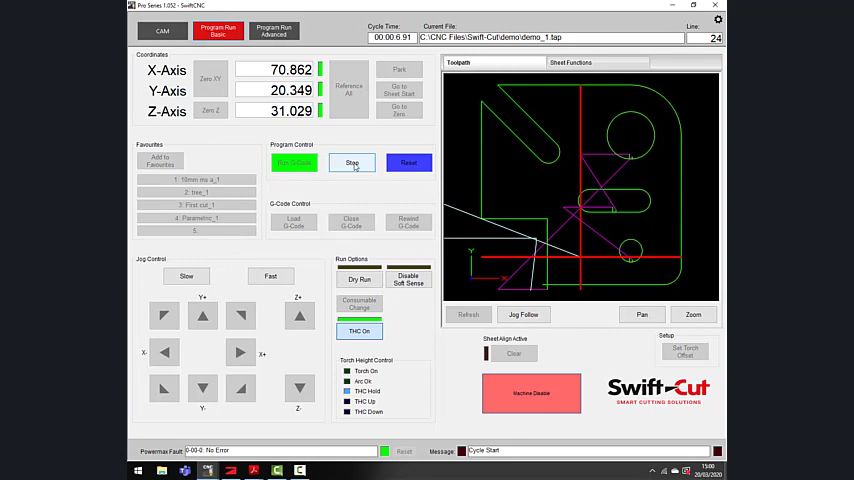 Pro Series 1.052 - SwiftCNC
CAM
Program Run
Basic
Program Run
Advanced
Cycle Time:
00:00:6.91
Current File:
C:\CNC Files\Swift-Cut\demo\demo_1.tap
Line:
24
Coordinates
X-Axis
70.862
Y-Axis
20.349
Z-Axis
31.029
Zero XY
Zero Z
Reference
All
Park
Go to
Sheet Start
Go to
Zero
Favourites
Add to
Favourites
1: 10mm ms a_1
2: tree_1
3: First cut_1
4: Parametric_1
5.
Program Control
Run G-Code
Stop
Reset
G-Code Control
Load
G-Code
Close
G-Code
Rewind
G-Code
Jog Control
Slow
Fast
Y+
Z+
X-
X+
Y-
Z-
Run Options
Dry Run
Disable
Soft Sense
Consumable
Change
THC On
Torch Height Control
Torch On
Arc Ok
THC Hold
THC Up
THC Down
Toolpath
Sheet Functions
Y
X
Refresh
Jog Follow
Pan
Zoom
Sheet Align Active
Clear
Setup
Set Torch
Offset
Machine Disable
Swift-Cut
SMART CUTTING SOLUTIONS
Powermax Fault:
0-00-0: No Error
Reset
Message:
Cycle Start
CNC
15:00
20/03/2020